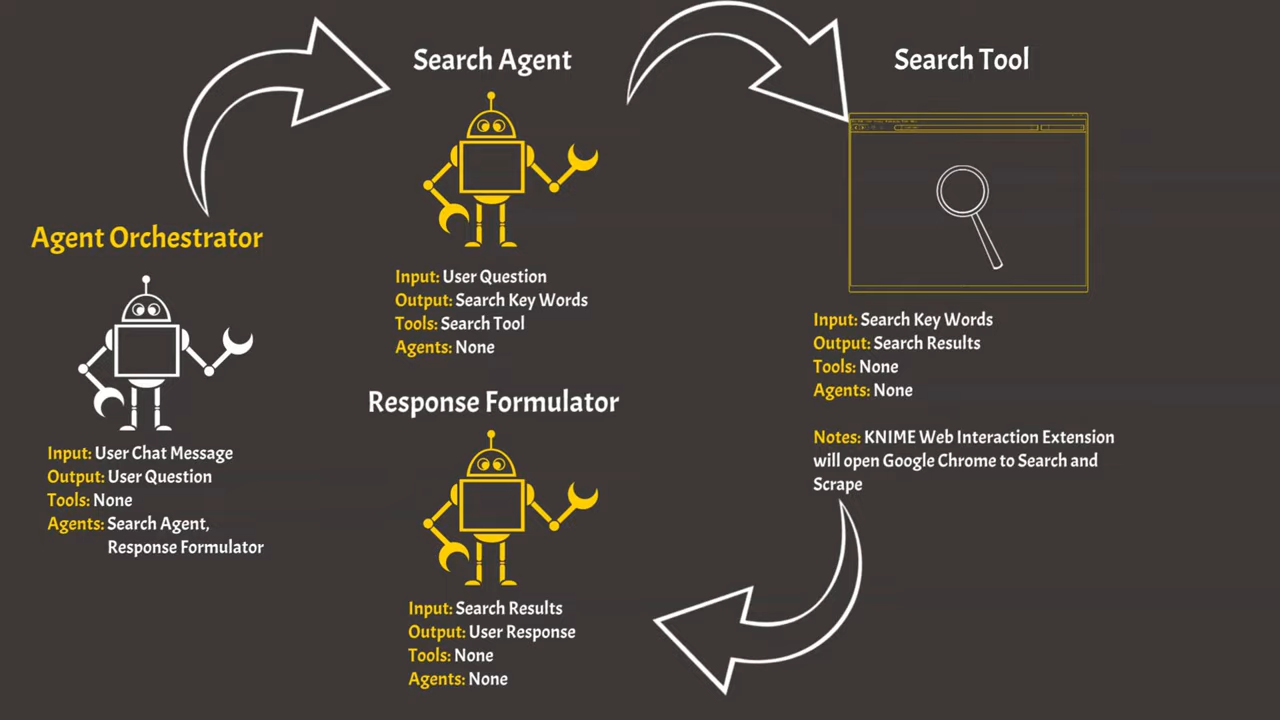 Search Agent
Search Tool
Agent Orchestrator
Input: User Question
Output: Search Key Words
Tools: Search Tool
Agents: None
Input: Search Key Words
Output: Search Results
Tools: None
Agents: None
Notes: KNIME Web Interaction Extension
will open Google Chrome to Search and
Scrape
Response Formulator
Input: User Chat Message
Output: User Question
Tools: None
Agents: Search Agent,
Response Formulator
Input: Search Results
Output: User Response
Tools: None
Agents: None